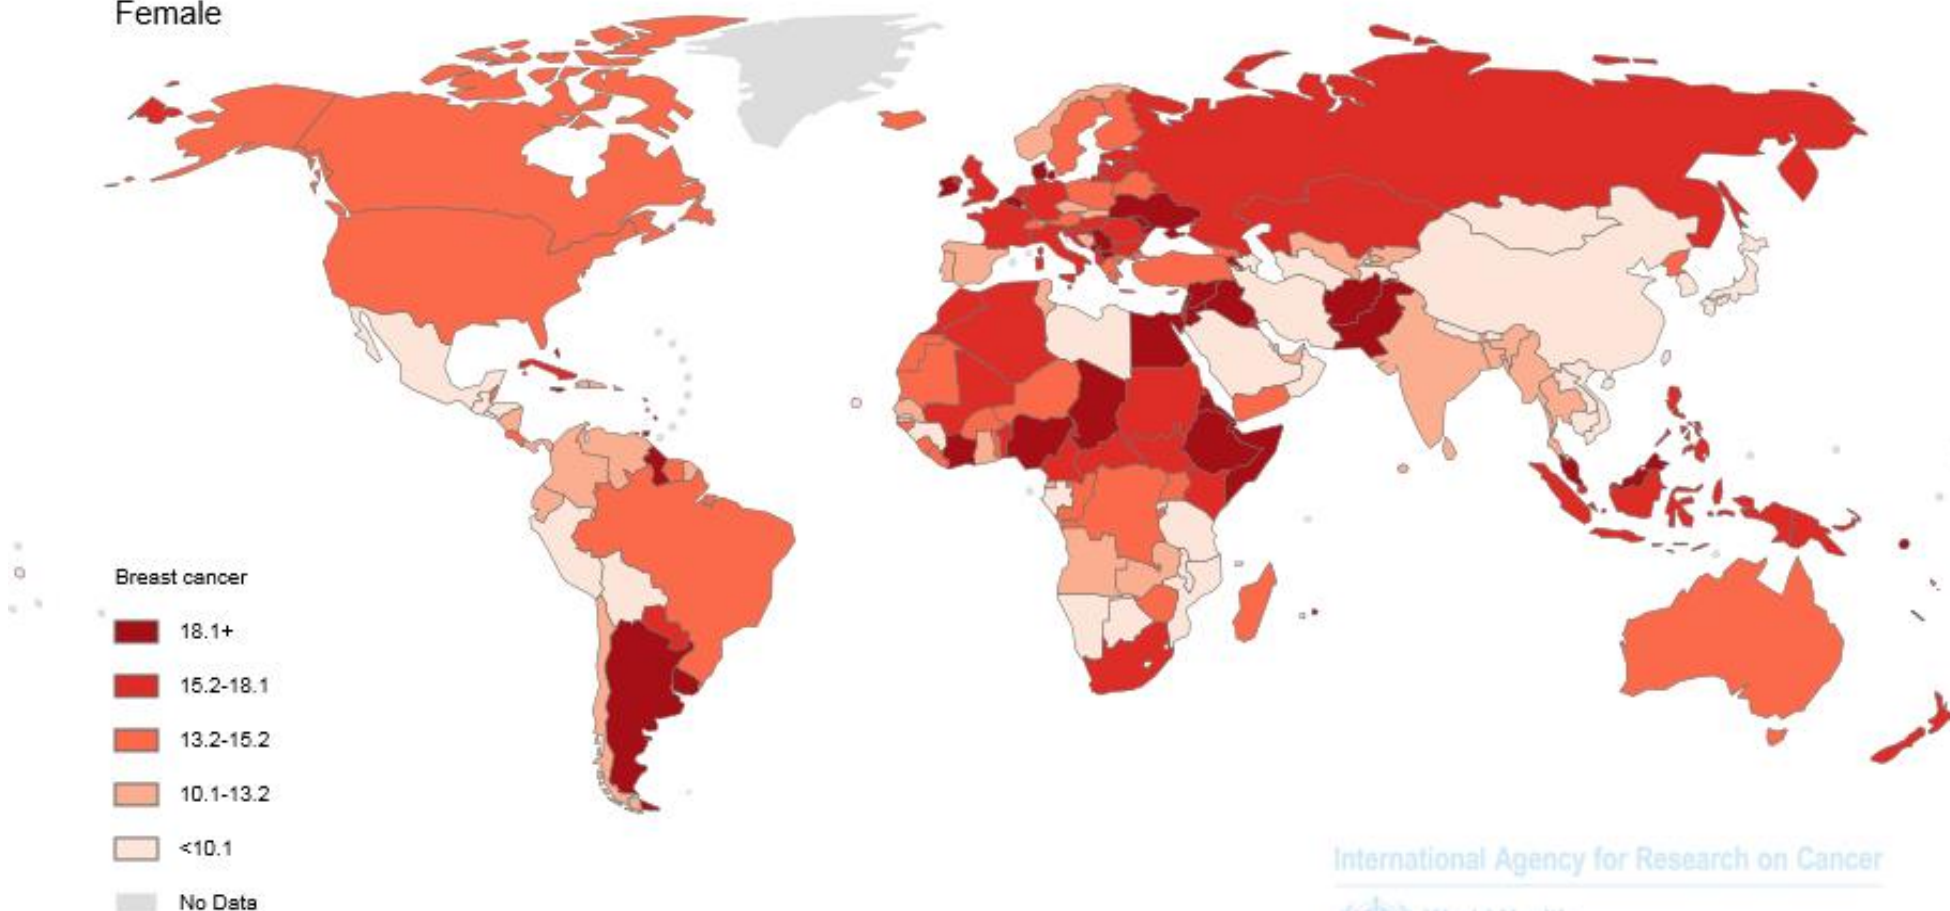 Female
Breast cancer
18.1+
15.2-18.1
13.2-15.2
10.1-13.2
<10.1
No Data
International Agency for Research on Cancer